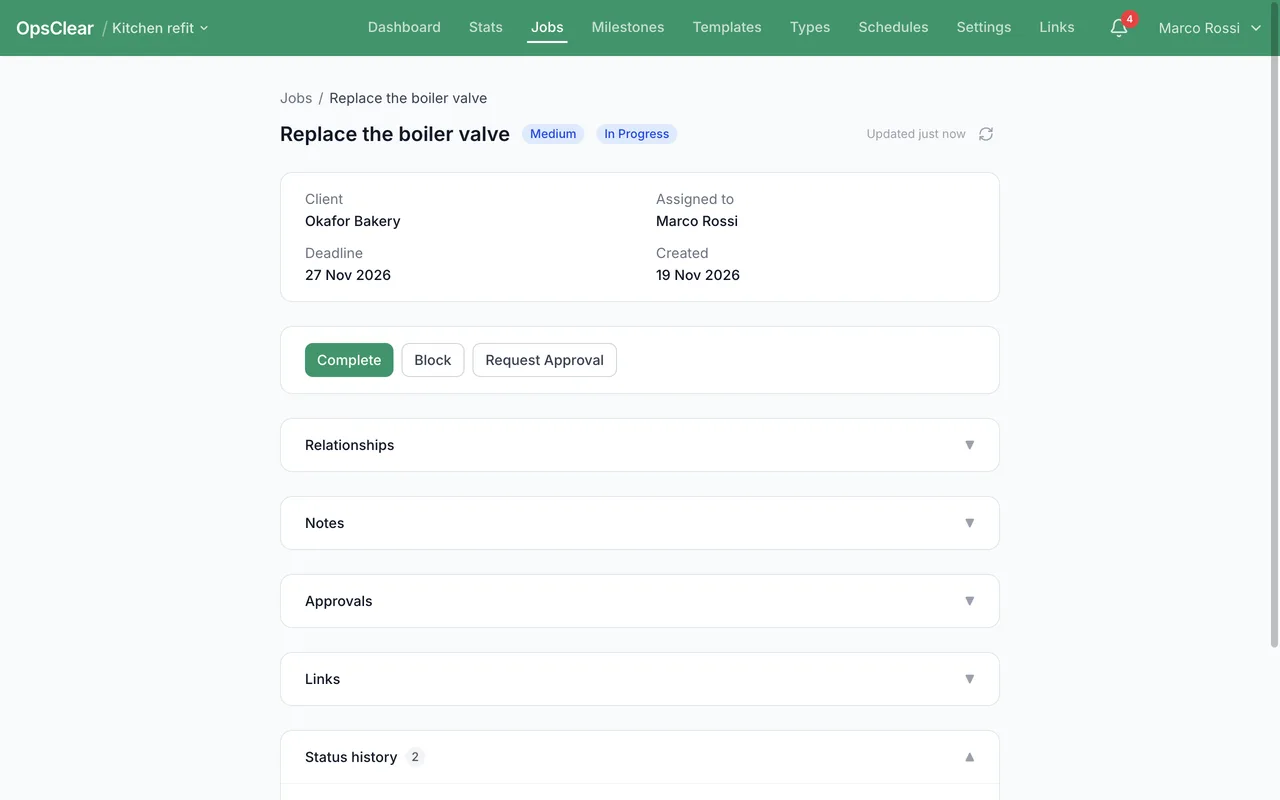 OpsClear / Kitchen refit Dashboard Stats Jobs Milestones Templates Types Schedules Settings Links 4 Marco Rossi
Jobs / Replace the boiler valve
Replace the boiler valve Medium In Progress Updated just now
Client Assigned to
Okafor Bakery Marco Rossi
Deadline Created
27 Nov 2026 19 Nov 2026
Complete Block Request Approval
Relationships
Notes
Approvals
Links
Status history 2